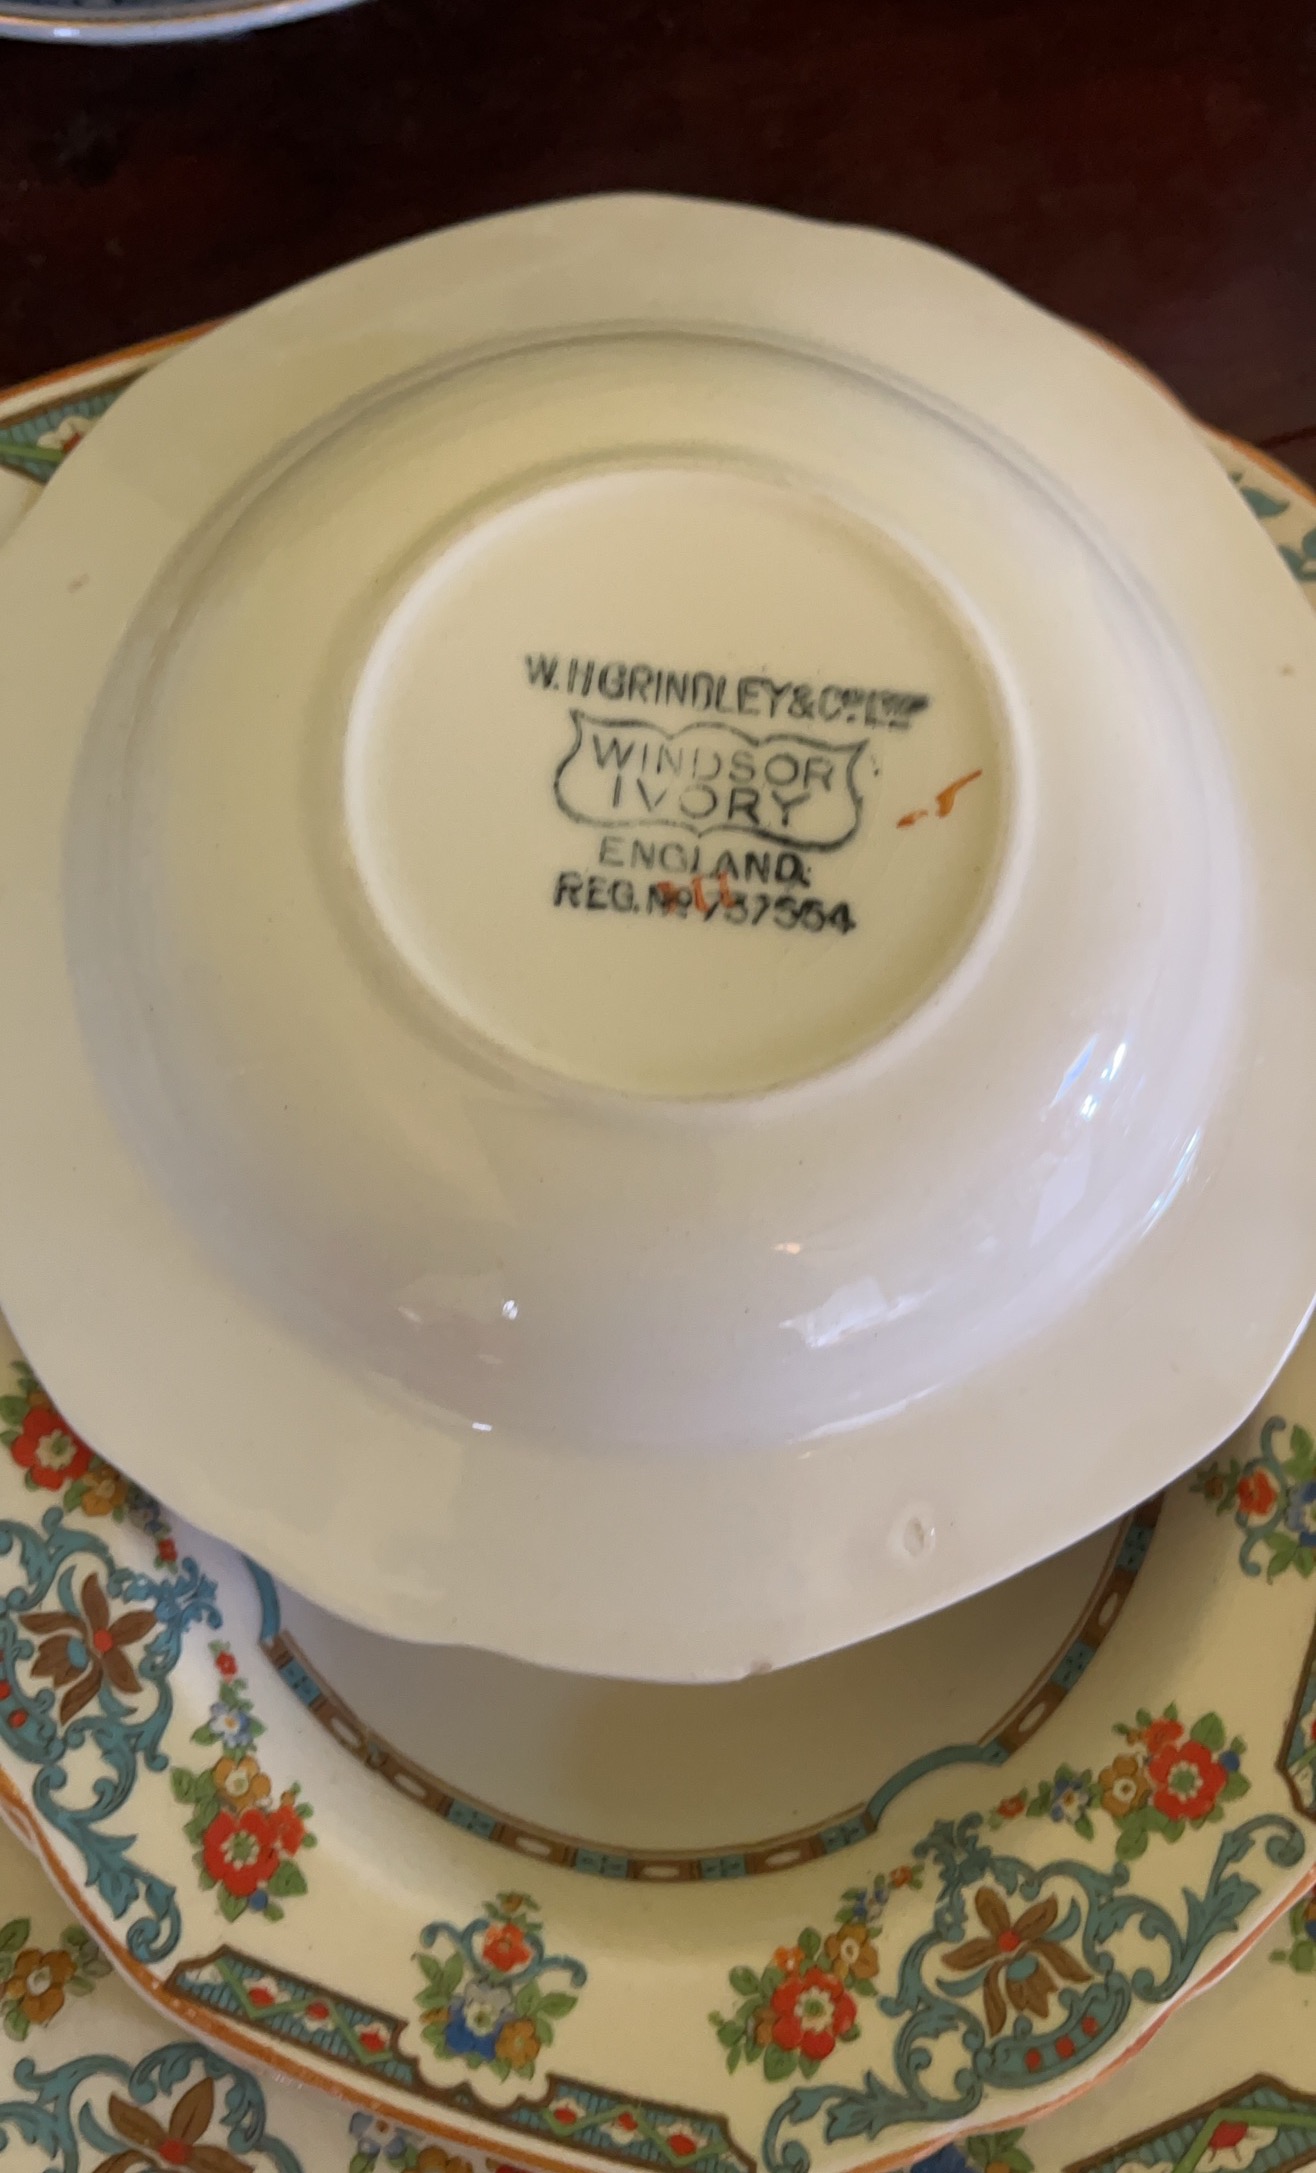 W.H GRINDLEY & Co. LTD
WINDSOR
IVORY
ENGLAND.
REG. No 737554